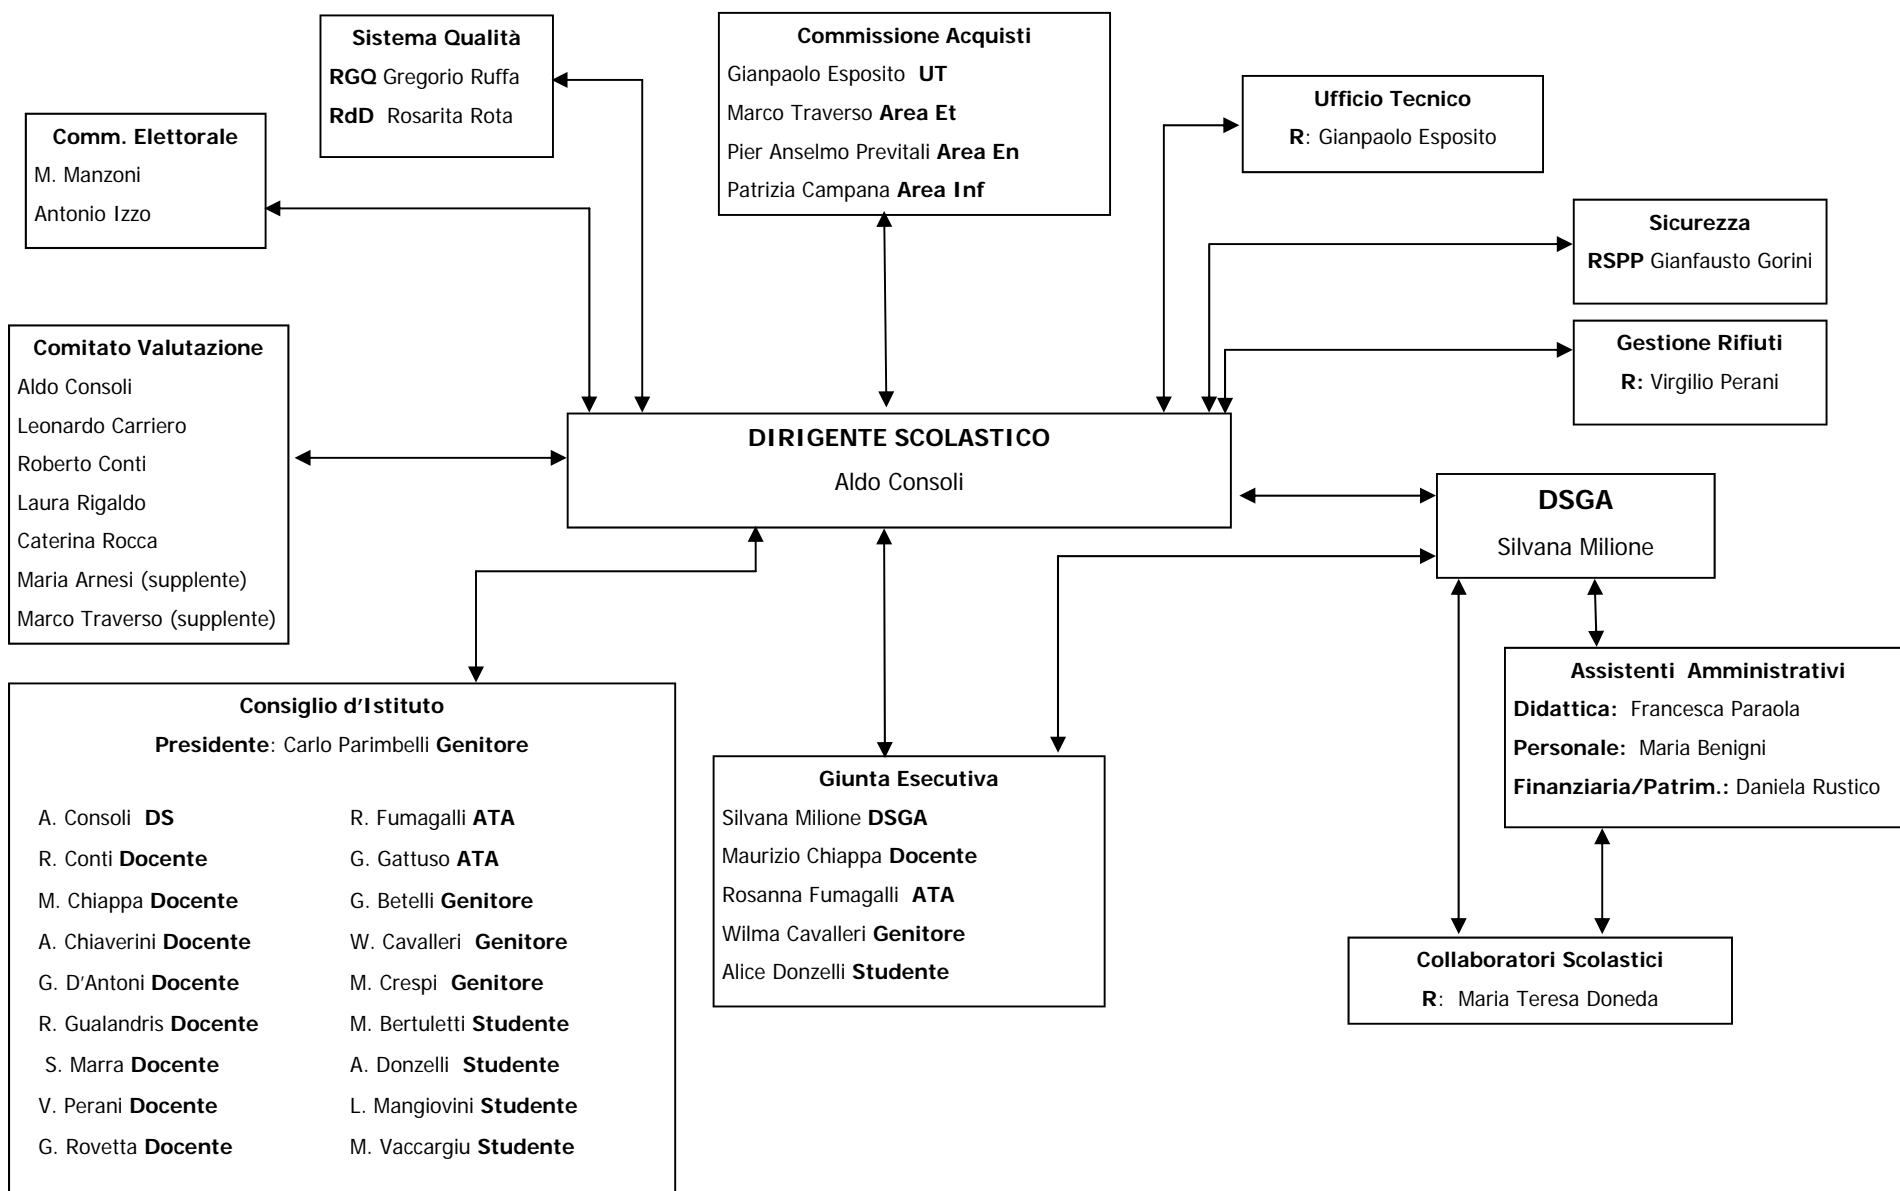 Sistema Qualità
RGQ Gregorio Ruffa
RdD Rosarita Rota
Commissione Acquisti
Gianpaolo Esposito UT
Marco Traverso Area Et
Pier Anselmo Previtali Area En
Patrizia Campana Area Inf
Ufficio Tecnico
R: Gianpaolo Esposito
Comm. Elettorale
M. Manzoni
Antonio Izzo
Sicurezza
RSPP Gianfausto Gorini
Gestione Rifiuti
R: Virgilio Perani
Comitato Valutazione
Aldo Consoli
Leonardo Carriero
Roberto Conti
Laura Rigaldo
Caterina Rocca
Maria Arnesi (supplente)
Marco Traverso (supplente)
DIRIGENTE SCOLASTICO
Aldo Consoli
DSGA
Silvana Milione
Assistenti Amministrativi
Didattica: Francesca Paraola
Personale: Maria Benigni
Finanziaria/Patrim.: Daniela Rustico
Consiglio d'Istituto
Presidente: Carlo Parimbelli Genitore
A. Consoli DS
R. Conti Docente
M. Chiappa Docente
A. Chiaverini Docente
G. D'Antoni Docente
R. Gualandris Docente
S. Marra Docente
V. Perani Docente
G. Rovetta Docente
R. Fumagalli ATA
G. Gattuso ATA
G. Betelli Genitore
W. Cavalleri Genitore
M. Crespi Genitore
M. Bertuletti Studente
A. Donzelli Studente
L. Mangiovini Studente
M. Vaccargiu Studente
Giunta Esecutiva
Silvana Milione DSGA
Maurizio Chiappa Docente
Rosanna Fumagalli ATA
Wilma Cavalleri Genitore
Alice Donzelli Studente
Collaboratori Scolastici
R: Maria Teresa Doneda